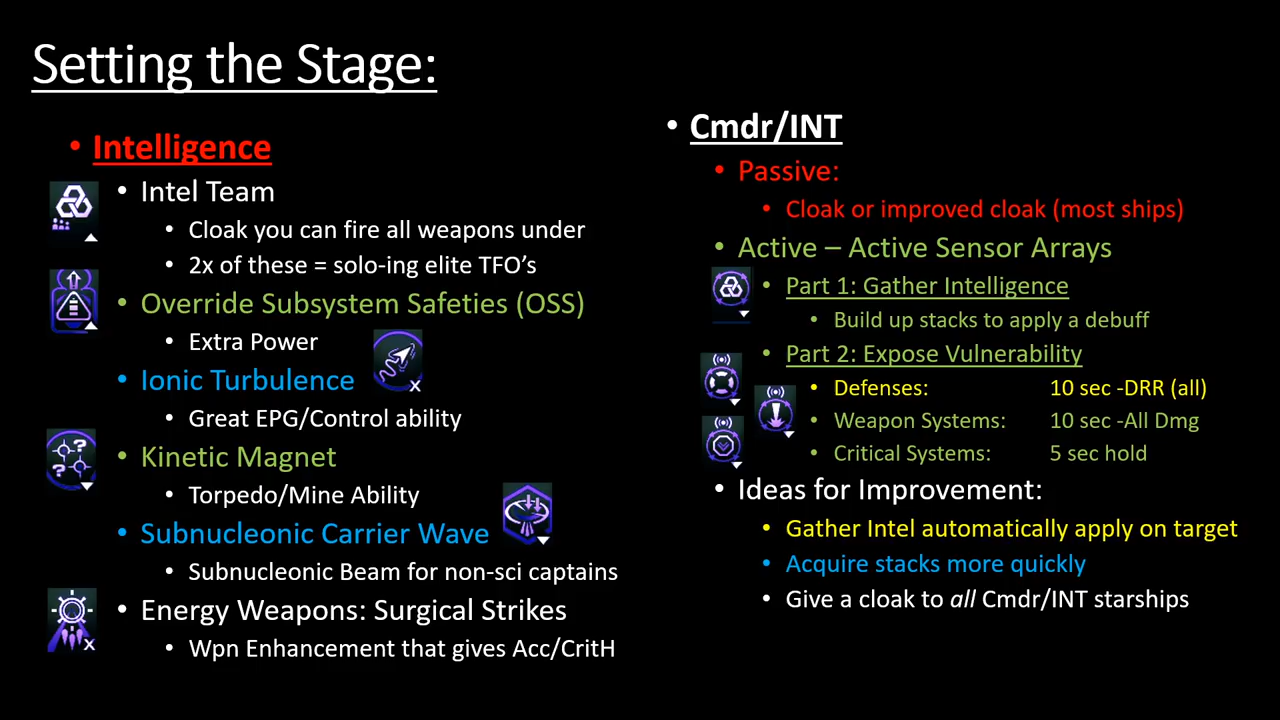 Setting the Stage:
• Intelligence
• Intel Team
• Cloak you can fire all weapons under
• 2x of these = solo-ing elite TFO's
• Override Subsystem Safeties (OSS)
• Extra Power
• Ionic Turbulence
• Great EPG/Control ability
• Kinetic Magnet
• Torpedo/Mine Ability
• Subnucleonic Carrier Wave
• Subnucleonic Beam for non-sci captains
• Energy Weapons: Surgical Strikes
• Wpn Enhancement that gives Acc/CritH
• Cmdr/INT
• Passive:
• Cloak or improved cloak (most ships)
• Active – Active Sensor Arrays
• Part 1: Gather Intelligence
• Build up stacks to apply a debuff
• Part 2: Expose Vulnerability
• Defenses: 10 sec -DRR (all)
• Weapon Systems: 10 sec -All Dmg
• Critical Systems: 5 sec hold
• Ideas for Improvement:
• Gather Intel automatically apply on target
• Acquire stacks more quickly
• Give a cloak to all Cmdr/INT starships